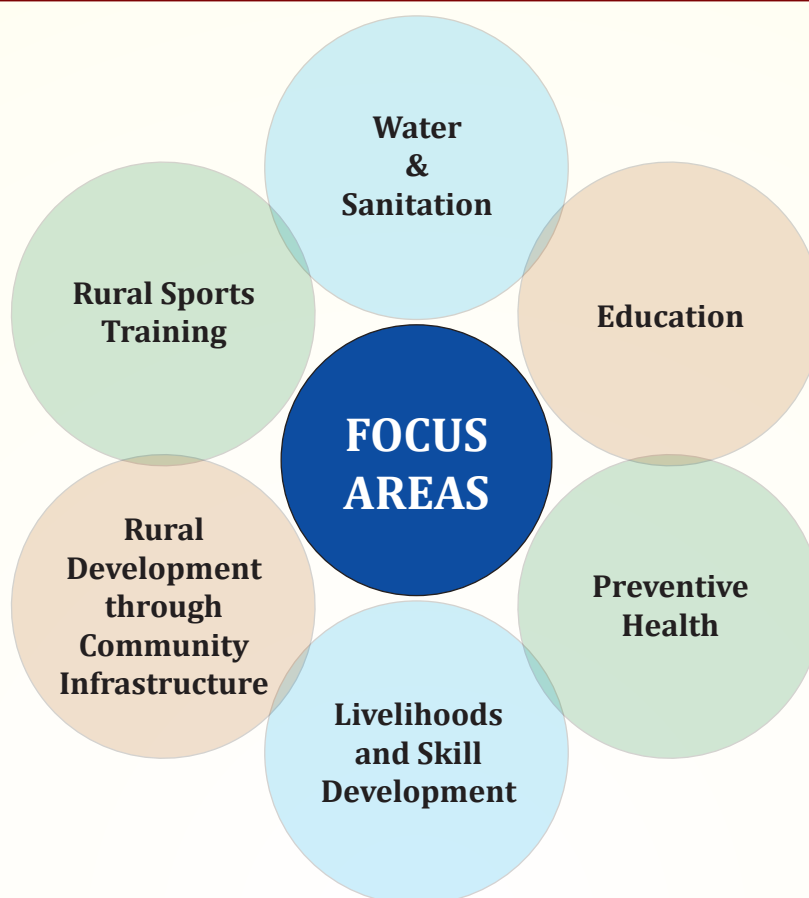 Water
&
Sanitation
Rural Sports
Training
Education
FOCUS
AREAS
Rural
Development
through
Community
Infrastructure
Preventive
Health
Livelihoods
and Skill
Development